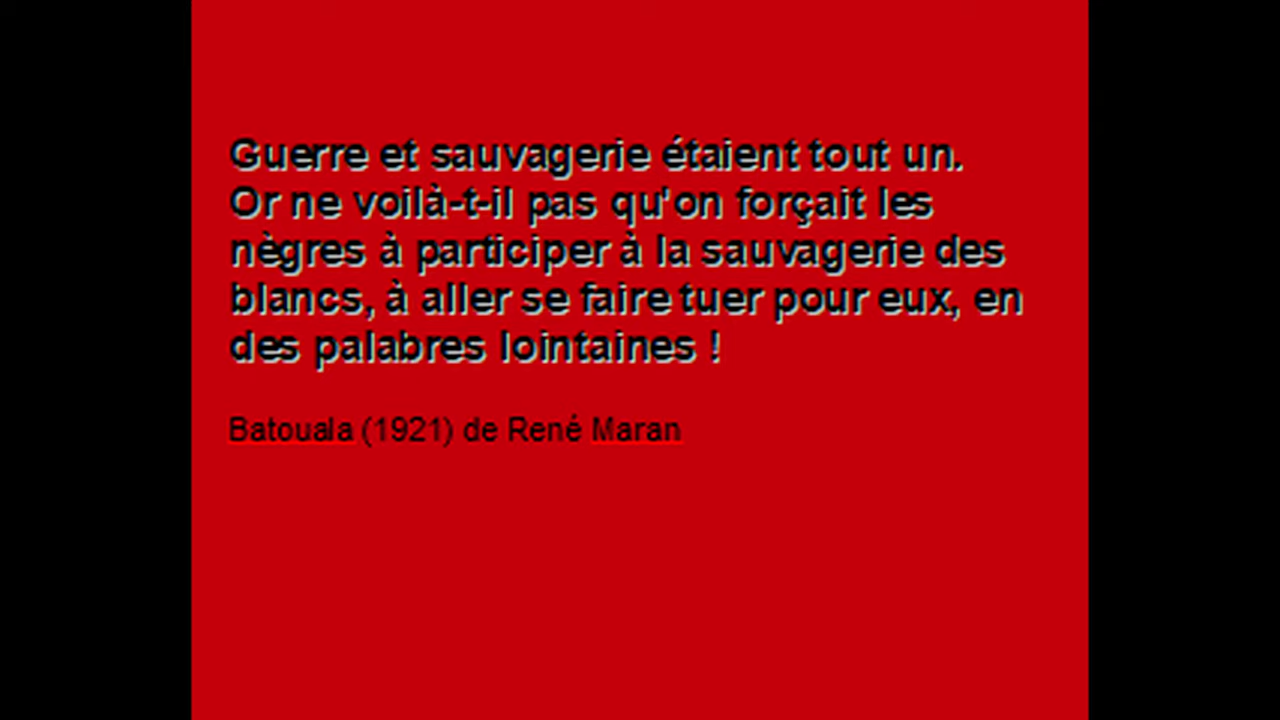 Guerre et sauvagerie étaient tout un.
Or ne voilà-t-il pas qu'on forçait les
nègres à participer à la sauvagerie des
blancs, à aller se faire tuer pour eux, en
des palabres lointaines !
Batouala (1921) de René Maran